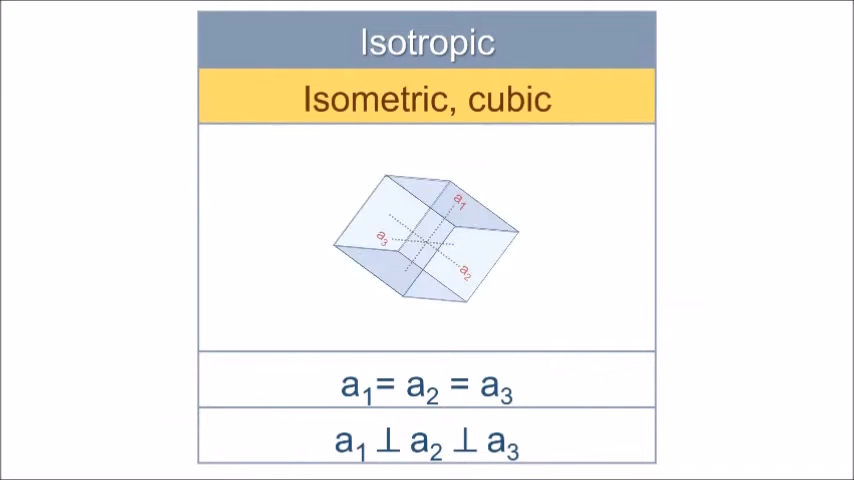 Isotropic
Isometric, cubic
a₁
a₃
a₂
a₁= a₂ = a₃
a₁ ⊥ a₂ ⊥ a₃